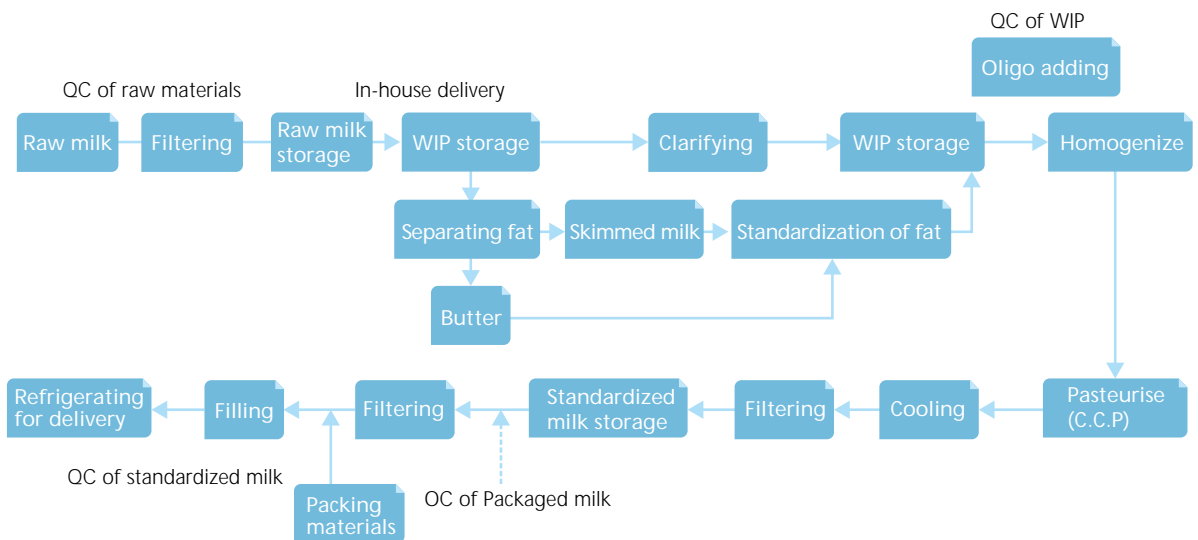 QC of WIP
Oligo adding
QC of raw materials
In-house delivery
Raw milk
Filtering
Raw milk
storage
WIP storage
Clarifying
WIP storage
Homogenize
Separating fat
Skimmed milk
Standardization of fat
Butter
Refrigerating
for delivery
Filling
Filtering
Standardized
milk storage
Filtering
Cooling
Pasteurise
(C.C.P)
QC of standardized milk
OC of Packaged milk
Packing
materials